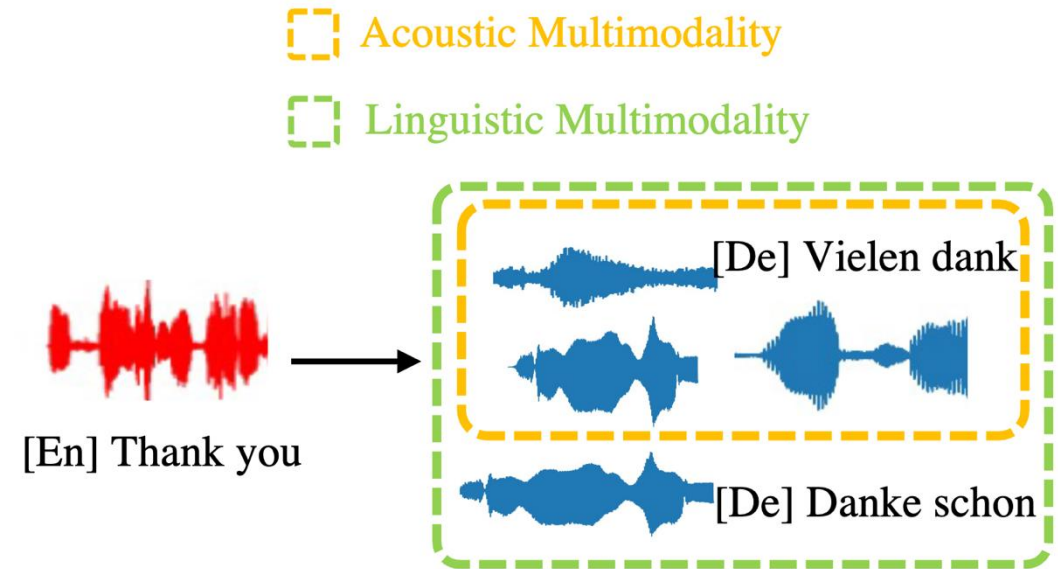 Acoustic Multimodality
Linguistic Multimodality
[De] Vielen dank
[En] Thank you
[De] Danke schon